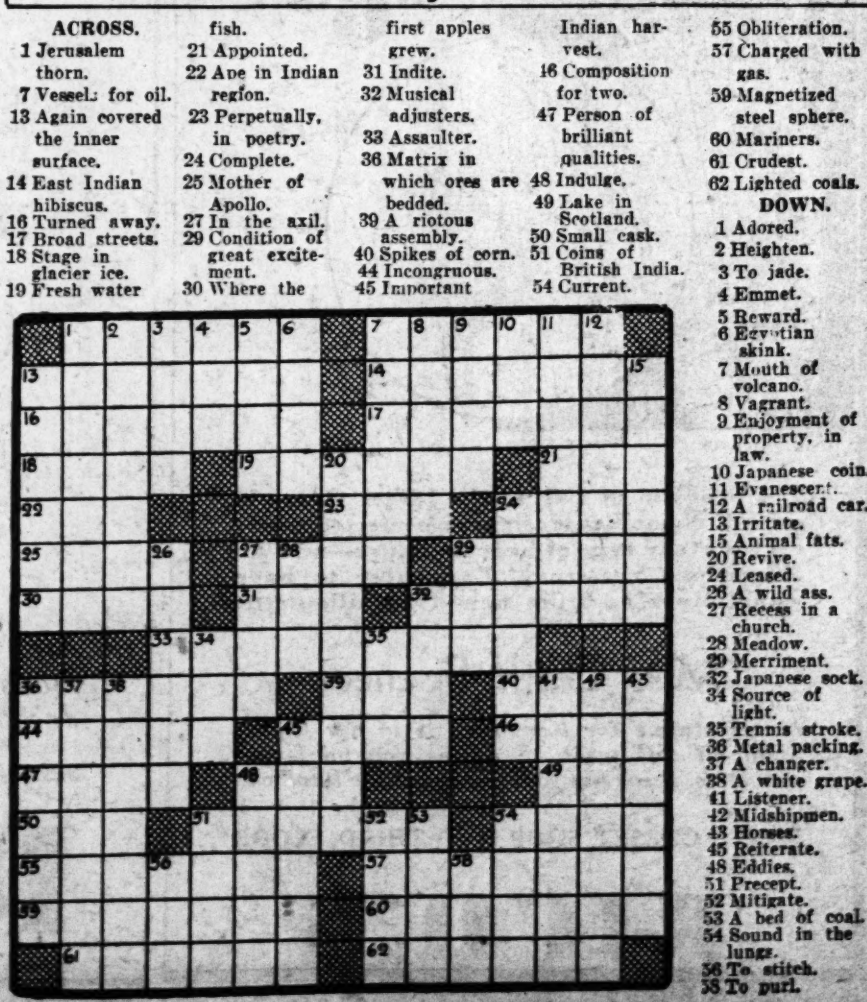 ACROSS.
1 Jerusalem
thorn.
7 Vessels for oil.
13 Again covered
the inner
surface.
14 East Indian
hibiscus.
16 Turned away.
17 Broad streets.
18 Stage in
glacier ice.
19 Fresh water
fish.
21 Appointed.
22 Ape in Indian
region.
23 Perpetually,
in poetry.
24 Complete.
25 Mother of
Apollo.
27 In the axil.
29 Condition of
great excite-
ment.
30 Where the
first apples
grew.
31 Indite.
32 Musical
adjusters.
33 Assaulter.
36 Matrix in
which ores are
bedded.
39 A riotous
assembly.
40 Spikes of corn.
44 Incongruous.
45 Important
Indian har-
vest.
46 Composition
for two.
47 Person of
brilliant
qualities.
48 Indulge.
49 Lake in
Scotland.
50 Small cask.
51 Coins of
British India.
54 Current.
55 Obliteration.
57 Charged with
gas.
59 Magnetized
steel sphere.
60 Mariners.
61 Crudest.
62 Lighted coals.
DOWN.
1 Adored.
2 Heighten.
3 To jade.
4 Emmet.
5 Reward.
6 Egyptian
skink.
7 Mouth of
volcano.
8 Vagrant.
9 Enjoyment of
property, in
law.
10 Japanese coin.
11 Evanescent.
12 A railroad car.
13 Irritate.
15 Animal fats.
20 Revive.
24 Leased.
26 A wild ass.
27 Recess in a
church.
28 Meadow.
29 Merriment.
32 Japanese sock.
34 Source of
light.
35 Tennis stroke.
36 Metal packing.
37 A changer.
38 A white grape.
41 Listener.
42 Midshipmen.
43 Horses.
45 Reiterate.
48 Eddies.
51 Precept.
52 Mitigate.
53 A bed of coal.
54 Sound in the
lungs.
56 To stitch.
58 To purl.
1 2 3 4 5 6 7 8 9 10 11 12
13 14 15
16 17
18 19 20 21
22 23 24
25 26 27 28 29
30 31 32
33 34 35
36 37 38 39 40 41 42 43
44 45 46
47 48 49
50 51 52 53 54
55 56 57 58
59 60
61 62